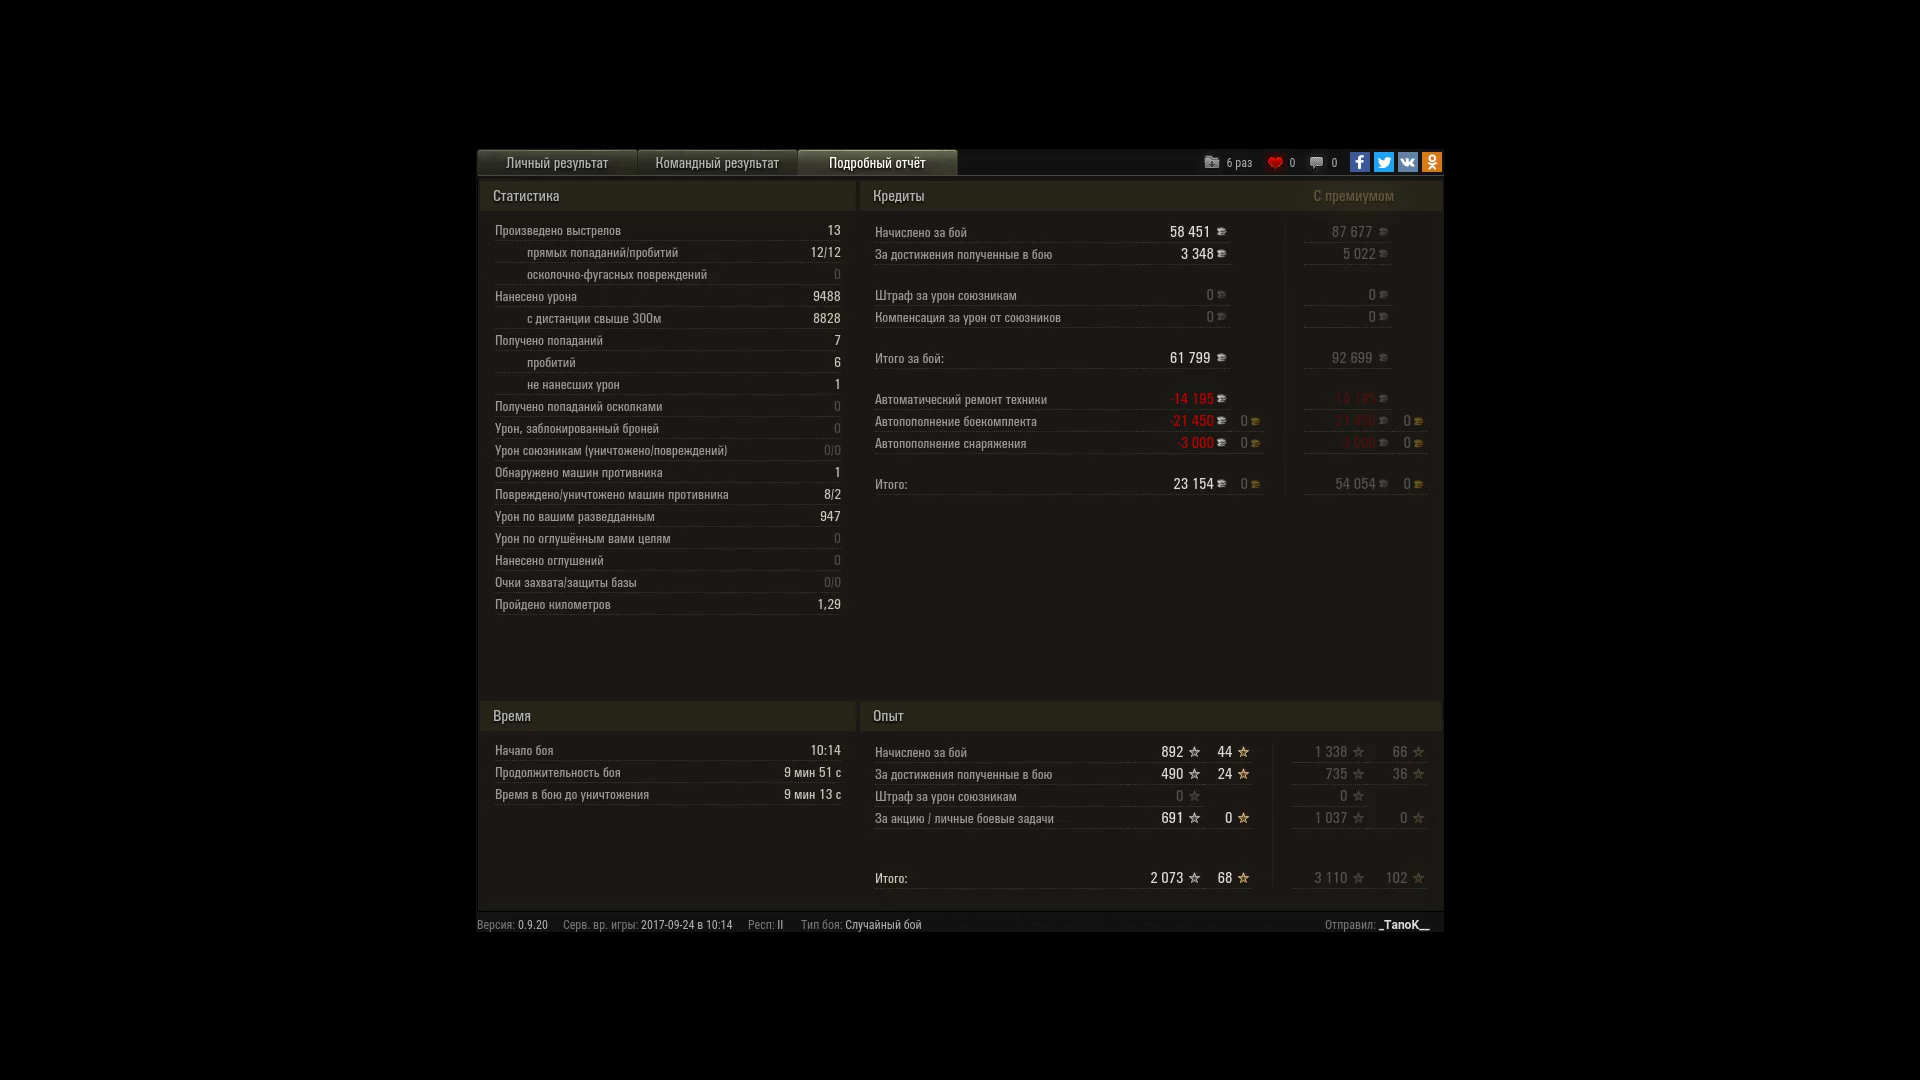 Личный результат Командный результат Подробный отчёт 6 раз 0 0
Статистика
Произведено выстрелов 13
прямых попаданий/пробитий 12/12
осколочно-фугасных повреждений 0
Нанесено урона 9488
с дистанции свыше 300м 8828
Получено попаданий 7
пробитий 6
не нанесших урон 1
Получено попаданий осколками 0
Урон, заблокированный броней 0
Урон союзникам (уничтожено/повреждений) 0/0
Обнаружено машин противника 1
Повреждено/уничтожено машин противника 8/2
Урон по вашим разведданным 947
Урон по оглушённым вами целям 0
Нанесено оглушений 0
Очки захвата/защиты базы 0/0
Пройдено километров 1,29
Кредиты С премиумом
Начислено за бой 58 451 87 677
За достижения полученные в бою 3 348 5 022
Штраф за урон союзникам 0 0
Компенсация за урон от союзников 0 0
Итого за бой: 61 799 92 699
Автоматический ремонт техники -14 195 -14 195
Автопополнение боекомплекта -21 450 0 -21 450 0
Автопополнение снаряжения -3 000 0 -3 000 0
Итого: 23 154 0 54 054 0
Время
Начало боя 10:14
Продолжительность боя 9 мин 51 с
Время в бою до уничтожения 9 мин 13 с
Опыт
Начислено за бой 892 44 1 338 66
За достижения полученные в бою 490 24 735 36
Штраф за урон союзникам 0 0
За акцию / личные боевые задачи 691 0 1 037 0
Итого: 2 073 68 3 110 102
Версия: 0.9.20 Серв. вр. игры: 2017-09-24 в 10:14 Респ: II Тип боя: Случайный бой Отправил: _TanoK__